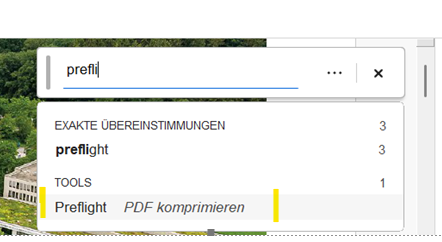 prefli
EXAKTE ÜBEREINSTIMMUNGEN 3
preflight 3
TOOLS 1
Preflight PDF komprimieren